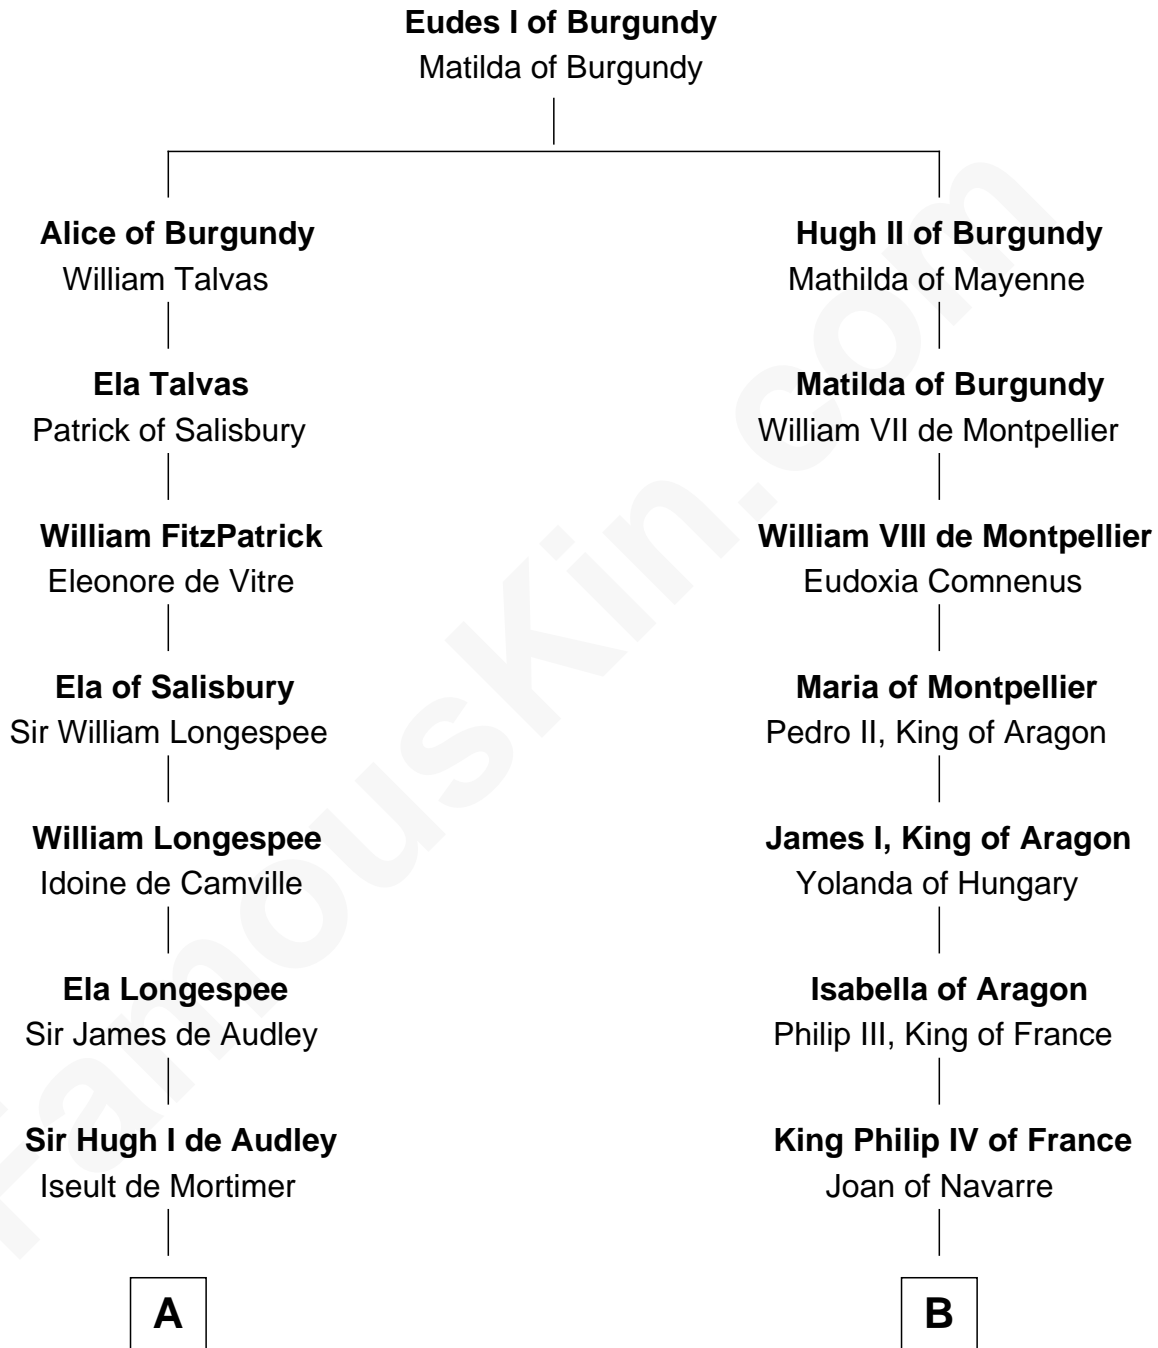 Eudes I of Burgundy
Matilda of Burgundy
Alice of Burgundy
William Talvas
Hugh II of Burgundy
Mathilda of Mayenne
Ela Talvas
Patrick of Salisbury
Matilda of Burgundy
William VII de Montpellier
William FitzPatrick
Eleonore de Vitre
William VIII de Montpellier
Eudoxia Comnenus
Ela of Salisbury
Sir William Longespee
Maria of Montpellier
Pedro II, King of Aragon
William Longespee
Idoine de Camville
James I, King of Aragon
Yolanda of Hungary
Ela Longespee
Sir James de Audley
Isabella of Aragon
Philip III, King of France
Sir Hugh I de Audley
Iseult de Mortimer
King Philip IV of France
Joan of Navarre
A
B
FamousKin.com